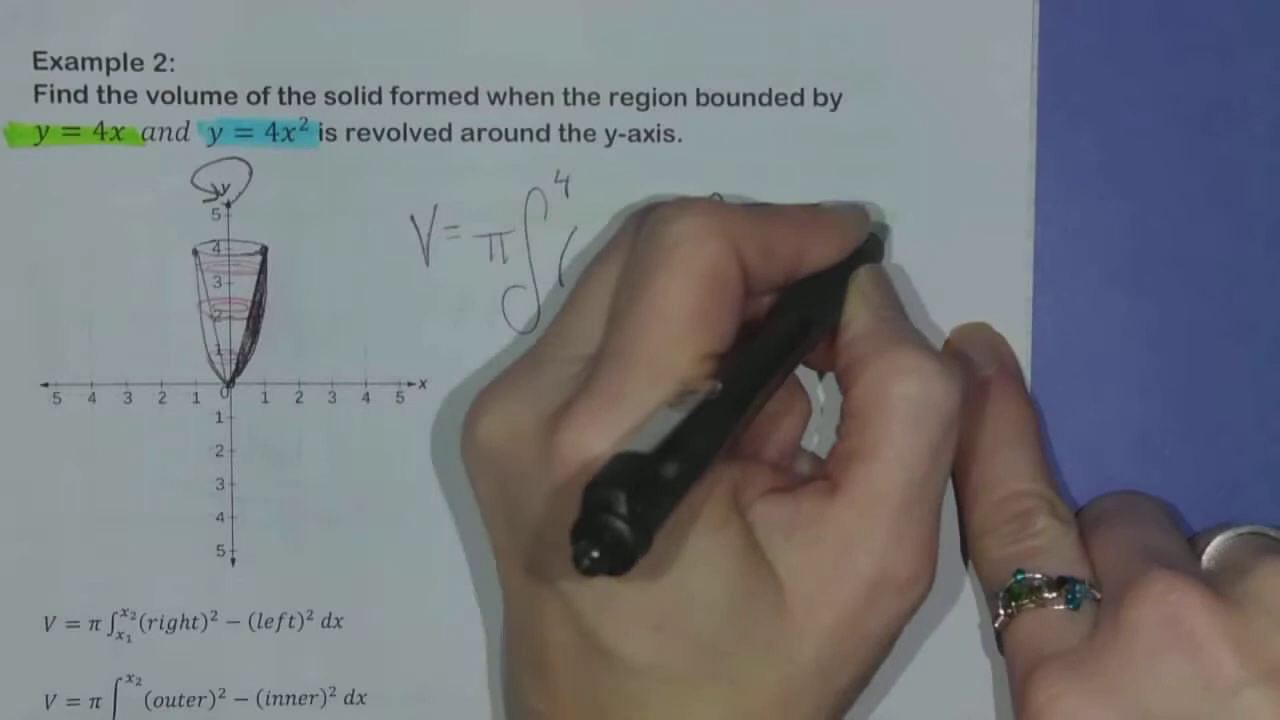 Example 2:
Find the volume of the solid formed when the region bounded by
y = 4x and y = 4x² is revolved around the y-axis.
y
5
4
3
2
1
5 4 3 2 1 0 1 2 3 4 5 x
1
2
3
4
5
V = π ∫ 4 (
V = π ∫_{x₁}^{x₂} (right)² − (left)² dx
V = π ∫^{x₂} (outer)² − (inner)² dx